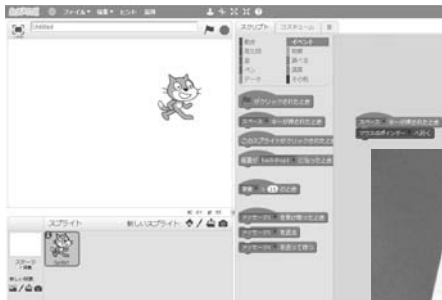 ファイル▼ 編集▼ ヒント 説明
Untitled
スクリプト コスチューム 音
動き イベント
見た目 制御
音 調べる
ペン 演算
データ その他
がクリックされたとき
スペース キーが押されたとき
このスプライトがクリックされたとき
背景が backdrop1 になったとき
音量 > 10 のとき
メッセージ1 を受け取ったとき
メッセージ1 を送る
メッセージ1 を送って待つ
スペース キーが押されたとき
マウスのポインター へ行く
スプライト 新しいスプライト
ステージ
1 背景
新しい背景